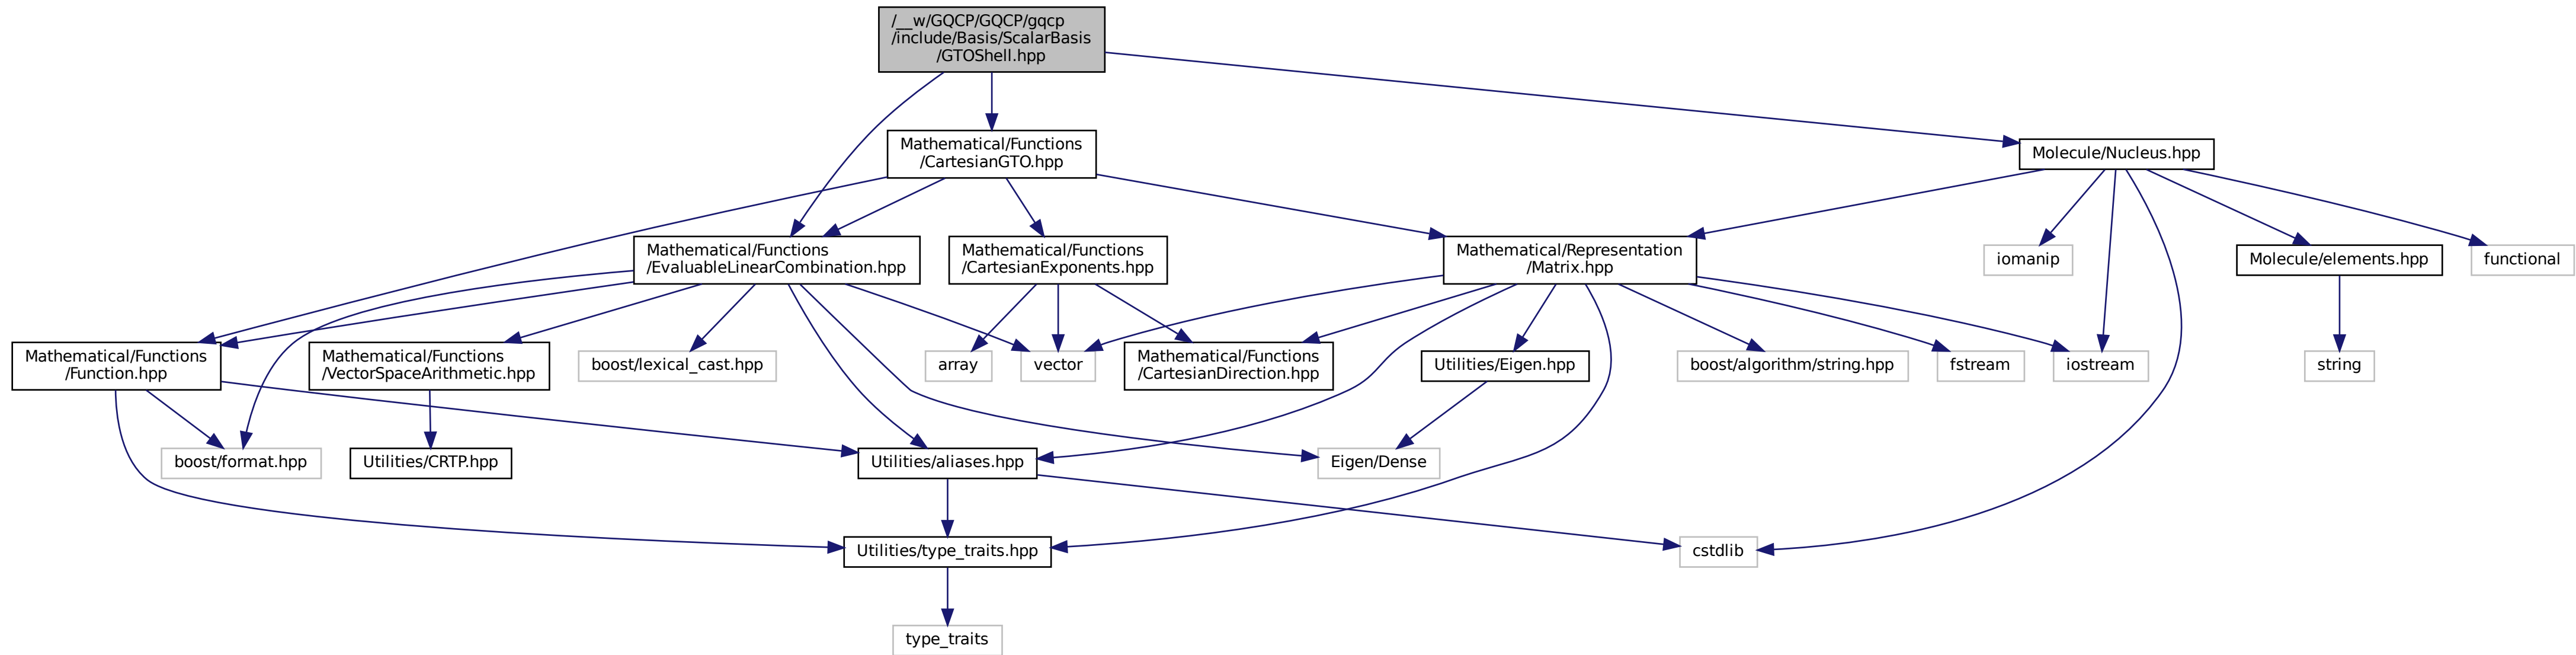 /__w/GQCP/GQCP/gqcp
/include/Basis/ScalarBasis
/GTOShell.hpp
Mathematical/Functions
/CartesianGTO.hpp
Molecule/Nucleus.hpp
Mathematical/Functions
/EvaluableLinearCombination.hpp
Mathematical/Functions
/CartesianExponents.hpp
Mathematical/Representation
/Matrix.hpp
iomanip
Molecule/elements.hpp
functional
Mathematical/Functions
/Function.hpp
Mathematical/Functions
/VectorSpaceArithmetic.hpp
boost/lexical_cast.hpp
array
vector
Mathematical/Functions
/CartesianDirection.hpp
Utilities/Eigen.hpp
boost/algorithm/string.hpp
fstream
iostream
string
boost/format.hpp
Utilities/CRTP.hpp
Utilities/aliases.hpp
Eigen/Dense
Utilities/type_traits.hpp
cstdlib
type_traits